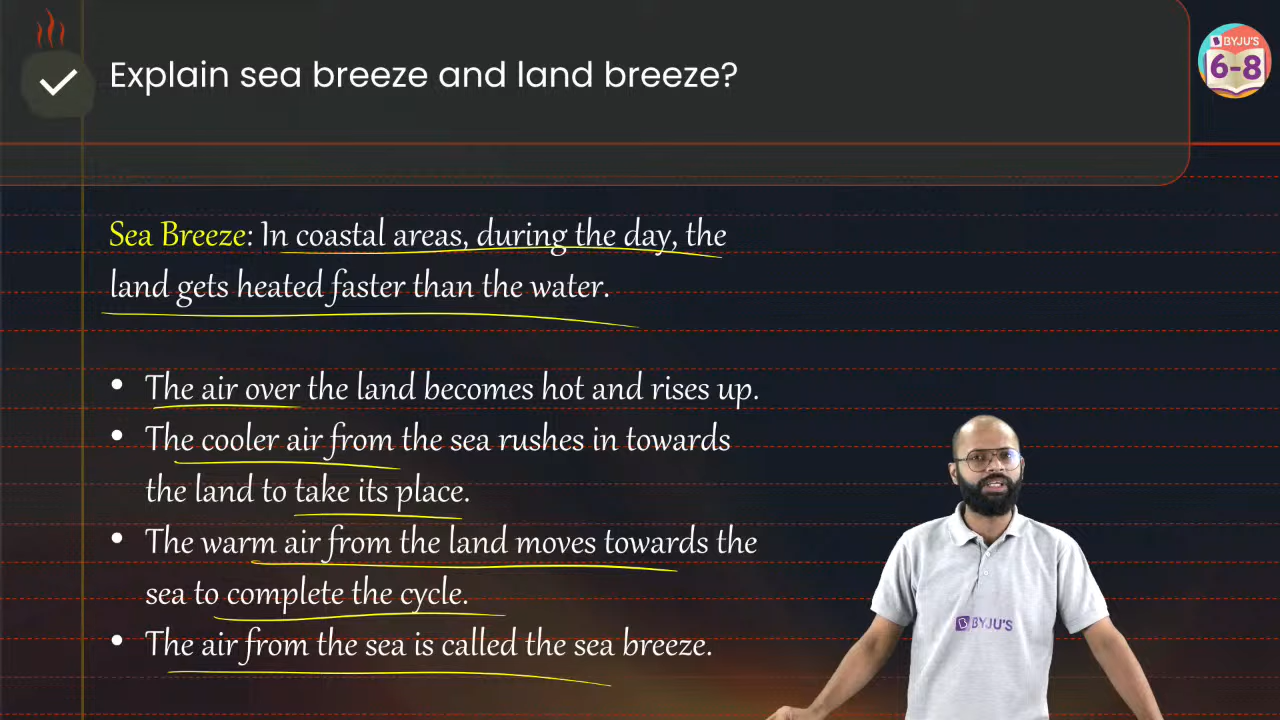 Explain sea breeze and land breeze?
BYJU'S
6-8
Sea Breeze: In coastal areas, during the day, the
land gets heated faster than the water.
• The air over the land becomes hot and rises up.
• The cooler air from the sea rushes in towards
the land to take its place.
• The warm air from the land moves towards the
sea to complete the cycle.
• The air from the sea is called the sea breeze.
BYJU'S